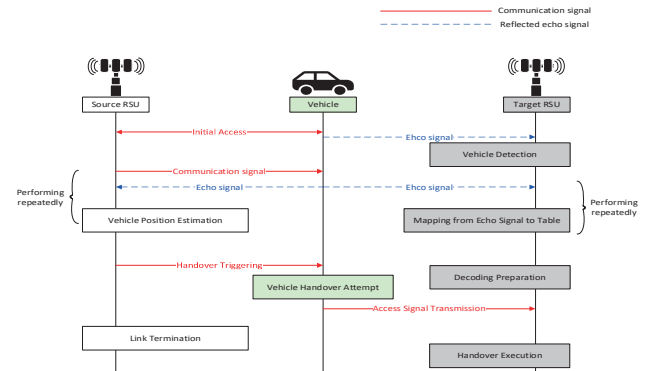 Communication signal
Reflected echo signal
Source RSU
Vehicle
Target RSU
Initial Access
Ehco signal
Vehicle Detection
Communication signal
Performing
repeatedly
Echo signal
Ehco signal
Performing
repeatedly
Vehicle Position Estimation
Mapping from Echo Signal to Table
Handover Triggering
Decoding Preparation
Vehicle Handover Attempt
Access Signal Transmission
Link Termination
Handover Execution